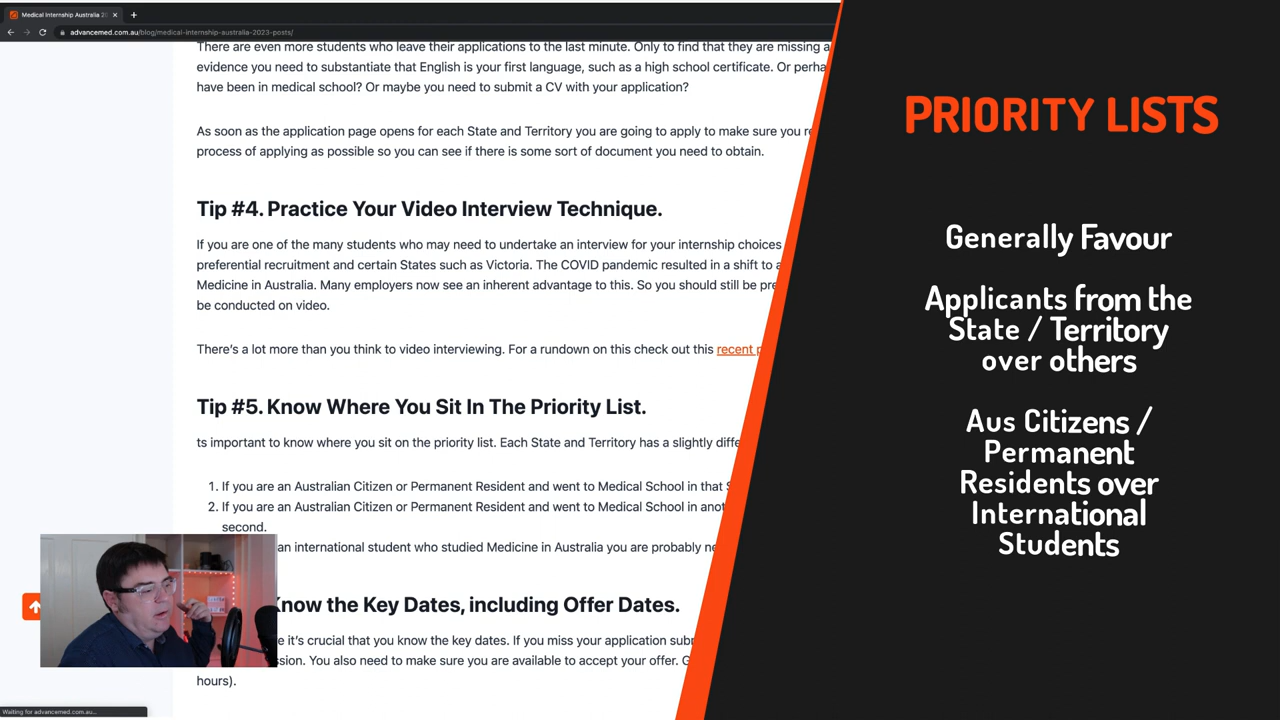 Medical Internship Australia 20
advancemed.com.au/blog/medical-internship-australia-2023-posts/
There are even more students who leave their applications to the last minute. Only to find that they are missing a
evidence you need to substantiate that English is your first language, such as a high school certificate. Or perha
have been in medical school? Or maybe you need to submit a CV with your application?
As soon as the application page opens for each State and Territory you are going to apply to make sure you re
process of applying as possible so you can see if there is some sort of document you need to obtain.
Tip #4. Practice Your Video Interview Technique.
If you are one of the many students who may need to undertake an interview for your internship choices
preferential recruitment and certain States such as Victoria. The COVID pandemic resulted in a shift to a
Medicine in Australia. Many employers now see an inherent advantage to this. So you should still be pre
be conducted on video.
There's a lot more than you think to video interviewing. For a rundown on this check out this recent p
Tip #5. Know Where You Sit In The Priority List.
ts important to know where you sit on the priority list. Each State and Territory has a slightly diffe
1. If you are an Australian Citizen or Permanent Resident and went to Medical School in that S
2. If you are an Australian Citizen or Permanent Resident and went to Medical School in anot
second.
an international student who studied Medicine in Australia you are probably ne
Know the Key Dates, including Offer Dates.
e it's crucial that you know the key dates. If you miss your application sub
ssion. You also need to make sure you are available to accept your offer. G
hours).
Waiting for advancemed.com.au...
PRIORITY LISTS
Generally Favour
Applicants from the
State / Territory
over others
Aus Citizens /
Permanent
Residents over
International
Students